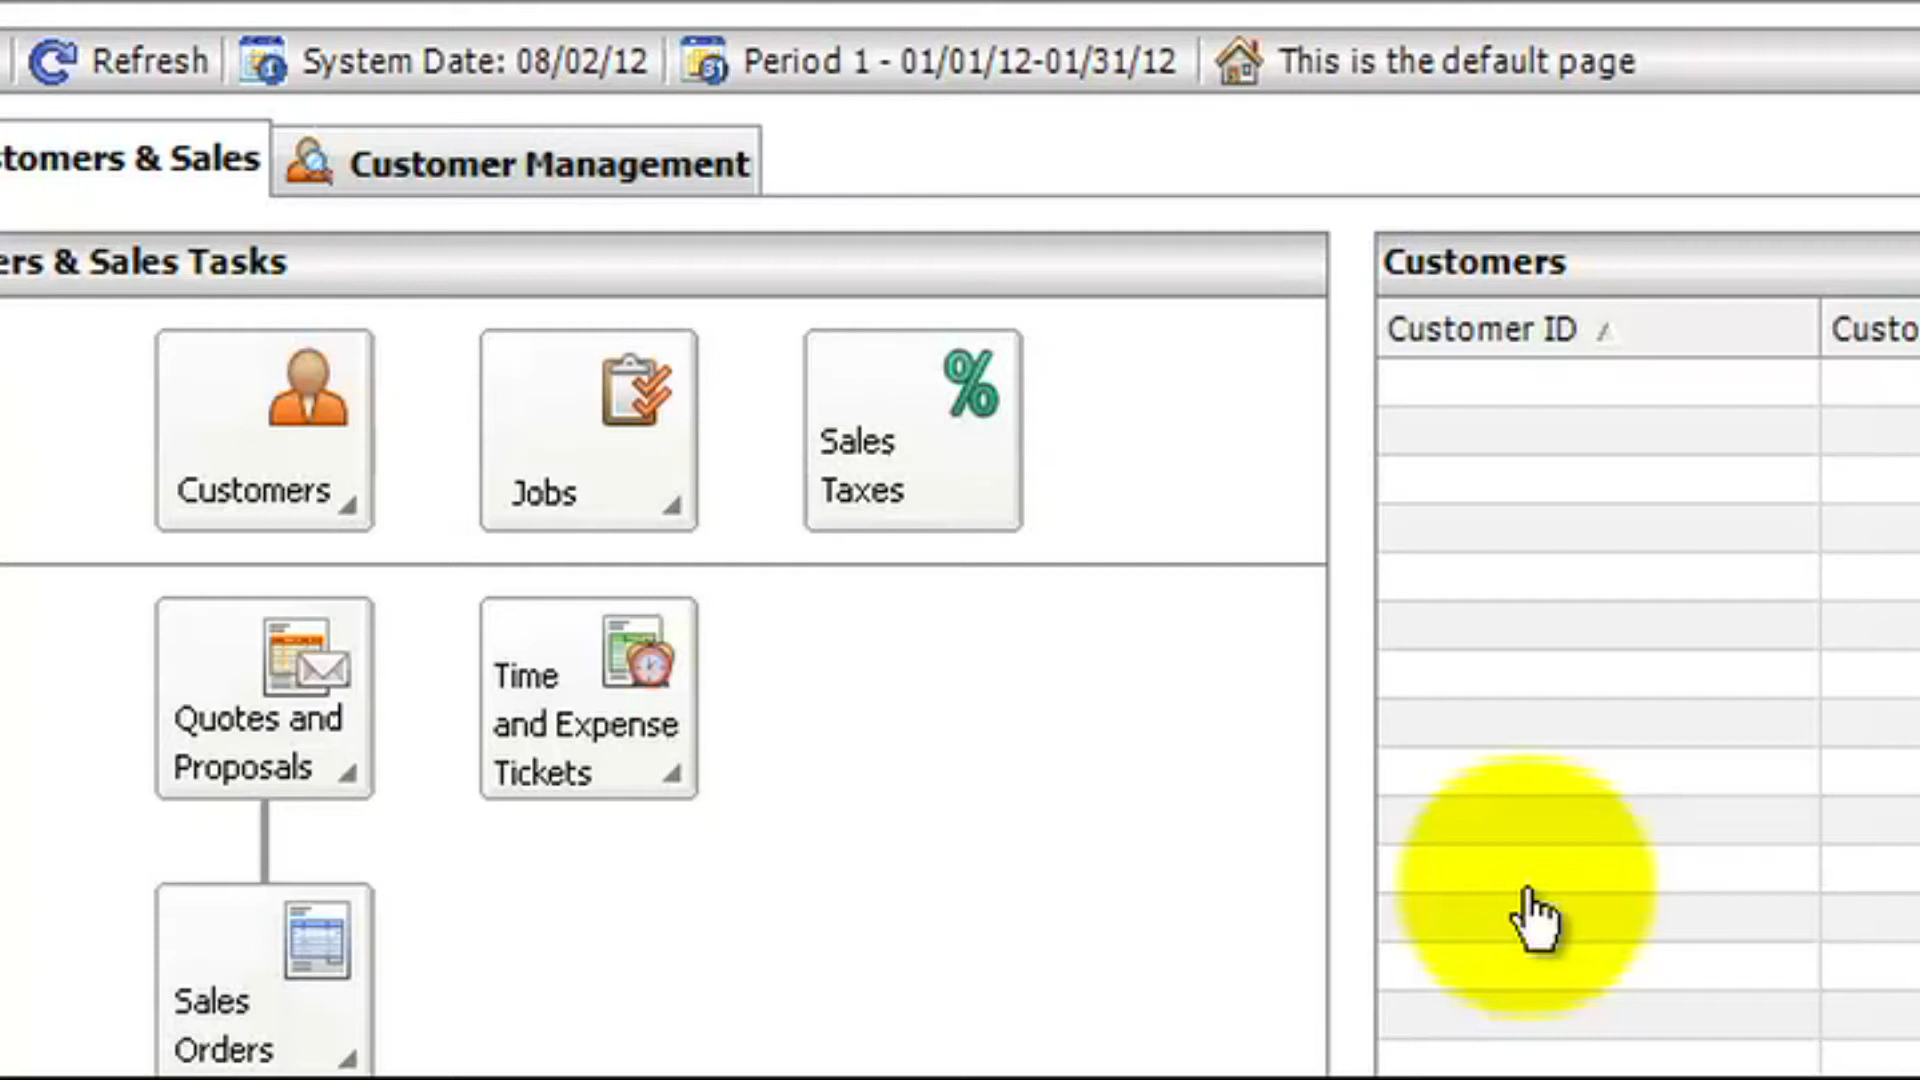 Refresh
System Date: 08/02/12
Period 1 - 01/01/12-01/31/12
This is the default page
tomers & Sales
Customer Management
ers & Sales Tasks
Customers
Customer ID
Custo
Customers
Jobs
Sales
Taxes
Quotes and
Proposals
Time
and Expense
Tickets
Sales
Orders